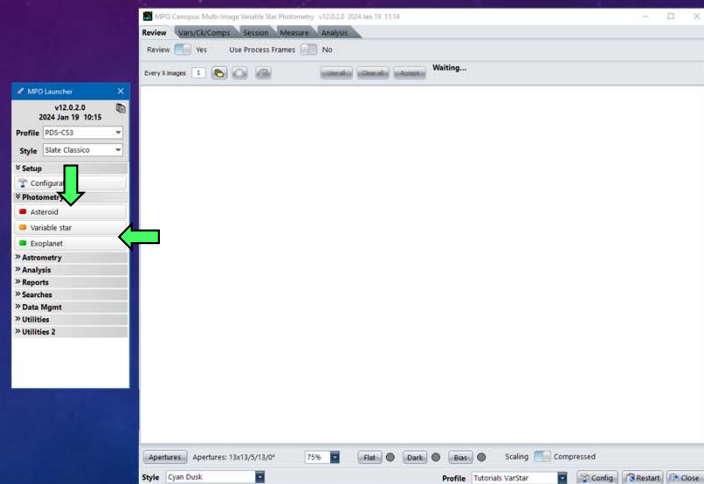 MPO Canopus: Multi-Image Variable Star Photometry v12.0.2.0 2024 Jan 19 11:14
Review Vars/Ck/Comps Session Measure Analysis
Review Yes Use Process Frames No
Every X images 1 Use all Clear all Accept Waiting...
MPO Launcher
v12.0.2.0
2024 Jan 19 10:15
Profile PDS-CS3
Style Slate Classico
Setup
Photometry
Asteroid
Variable star
Exoplanet
Astrometry
Analysis
Reports
Searches
Data Mgmt
Utilities
Utilities 2
Apertures Apertures: 13x13/5/13/0° 75% Flat Dark Bias Scaling Compressed
Style Cyan Dusk Profile Tutorials VarStar Config Restart Close